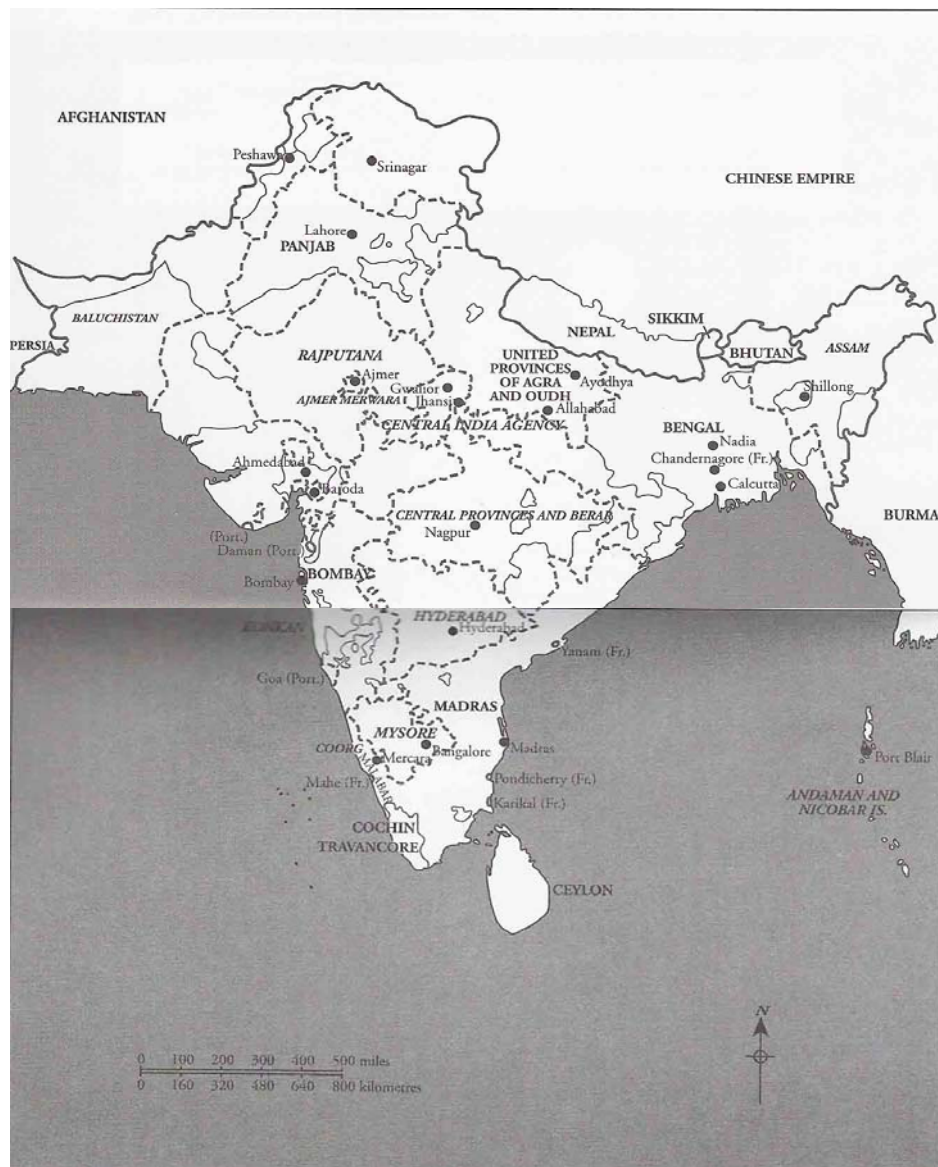 AFGHANISTAN
Peshawar
Srinagar
CHINESE EMPIRE
Lahore
PANJAB
BALUCHISTAN
PERSIA
RAJPUTANA
Ajmer
AJMER MERWARA
Gwalior
Jhansi
CENTRAL INDIA AGENCY
UNITED
PROVINCES
OF AGRA
AND OUDH
Ayodhya
Allahabad
NEPAL
SIKKIM
BHUTAN
ASSAM
Shillong
BENGAL
Nadia
Chandernagore (Fr.)
Calcutta
BURMA
Ahmedabad
Baroda
CENTRAL PROVINCES AND BERAR
Nagpur
(Port.)
Daman (Port.)
BOMBAY
Bombay
KONKAN
HYDERABAD
Hyderabad
Yanam (Fr.)
Goa (Port.)
MADRAS
MYSORE
Bangalore
Madras
COORG
Mercara
MALABAR
Mahe (Fr.)
Pondicherry (Fr.)
Karikal (Fr.)
COCHIN
TRAVANCORE
CEYLON
Port Blair
ANDAMAN AND
NICOBAR IS.
N
0 100 200 300 400 500 miles
0 160 320 480 640 800 kilometres